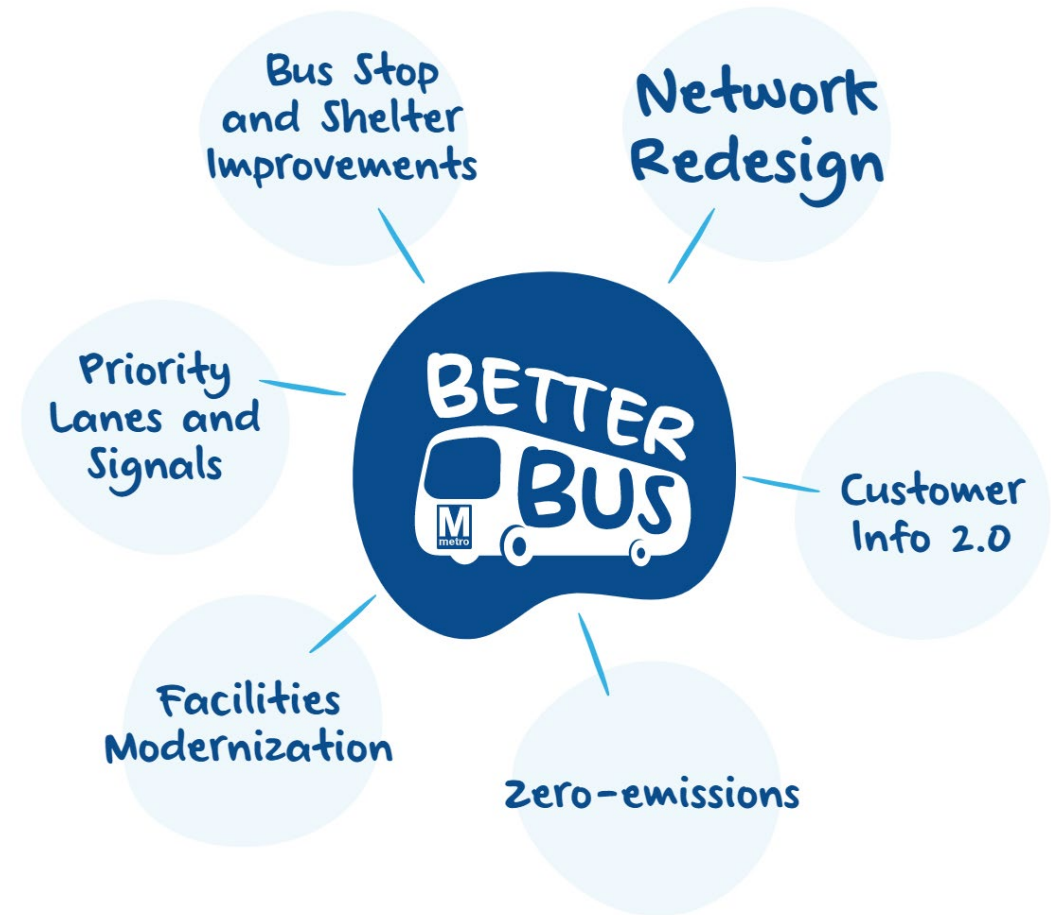 Bus Stop
and Shelter
Improvements
Network
Redesign
Priority
Lanes and
Signals
BETTER
BUS
M
metro
Customer
Info 2.0
Facilities
Modernization
Zero-emissions